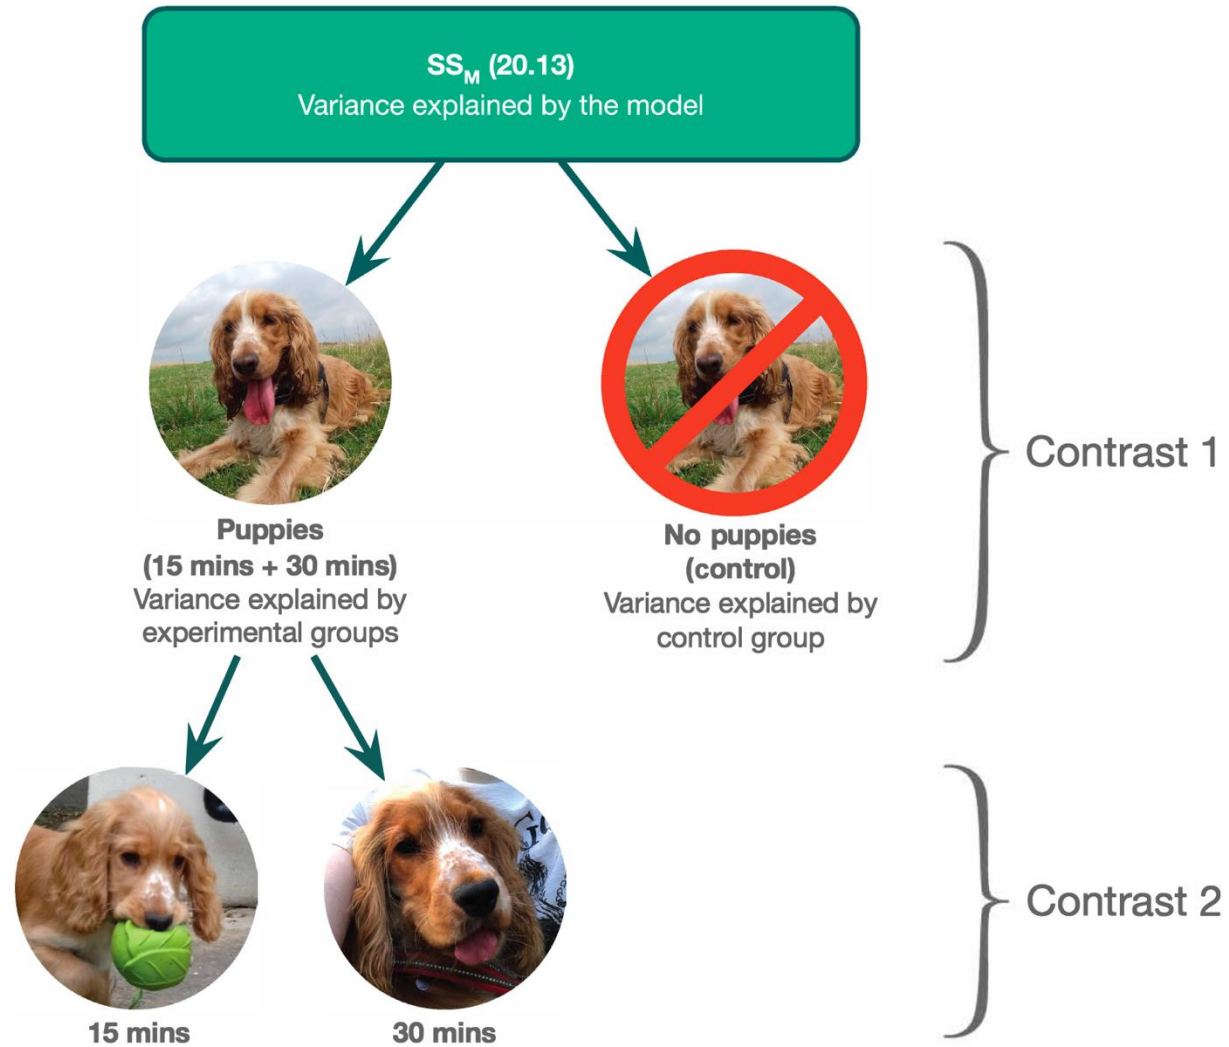 SSM (20.13)
Variance explained by the model
Puppies
(15 mins + 30 mins)
Variance explained by
experimental groups
No puppies
(control)
Variance explained by
control group
Contrast 1
15 mins
30 mins
Contrast 2